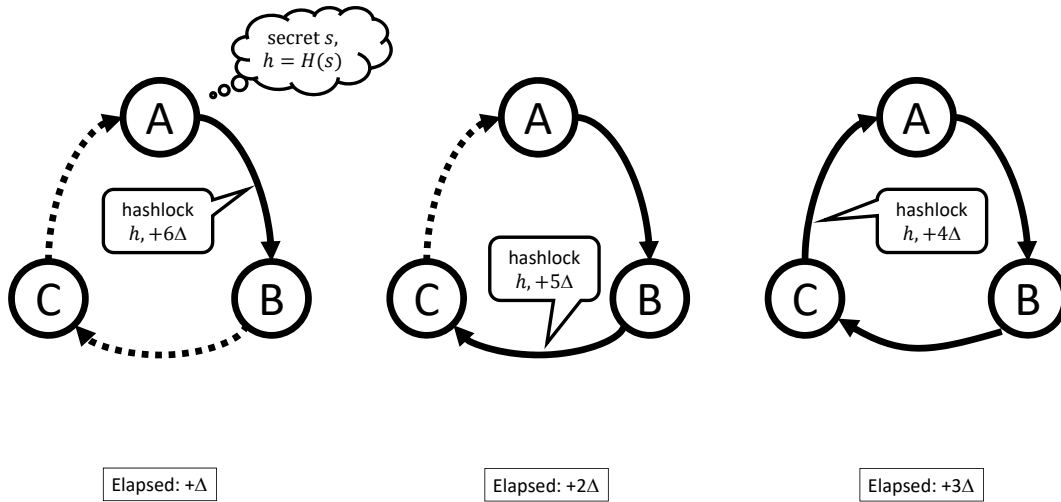 secret s,
h = H(s)
A
hashlock
h, +6Δ
C
B
Elapsed: +Δ
A
hashlock
h, +5Δ
C
B
Elapsed: +2Δ
A
hashlock
h, +4Δ
C
B
Elapsed: +3Δ